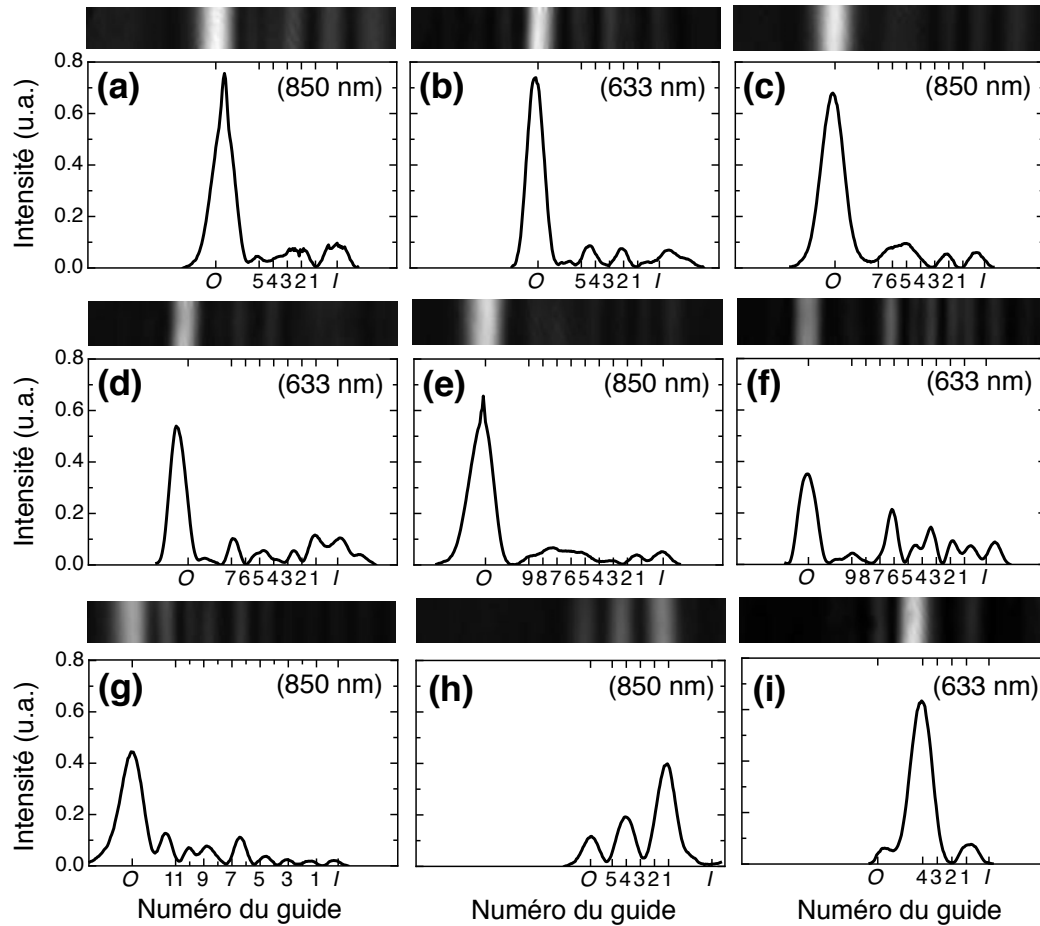 (a) (850 nm)
(b) (633 nm)
(c) (850 nm)
Intensité (u.a.)
0.8
0.6
0.4
0.2
0.0
O 54321 I
O 54321 I
O 7654321 I
(d) (633 nm)
(e) (850 nm)
(f) (633 nm)
Intensité (u.a.)
0.8
0.6
0.4
0.2
0.0
O 7654321 I
O 987654321 I
O 987654321 I
(g) (850 nm)
(h) (850 nm)
(i) (633 nm)
Intensité (u.a.)
0.8
0.6
0.4
0.2
0.0
O 11 9 7 5 3 1 I
O 54321 I
O 4321 I
Numéro du guide
Numéro du guide
Numéro du guide